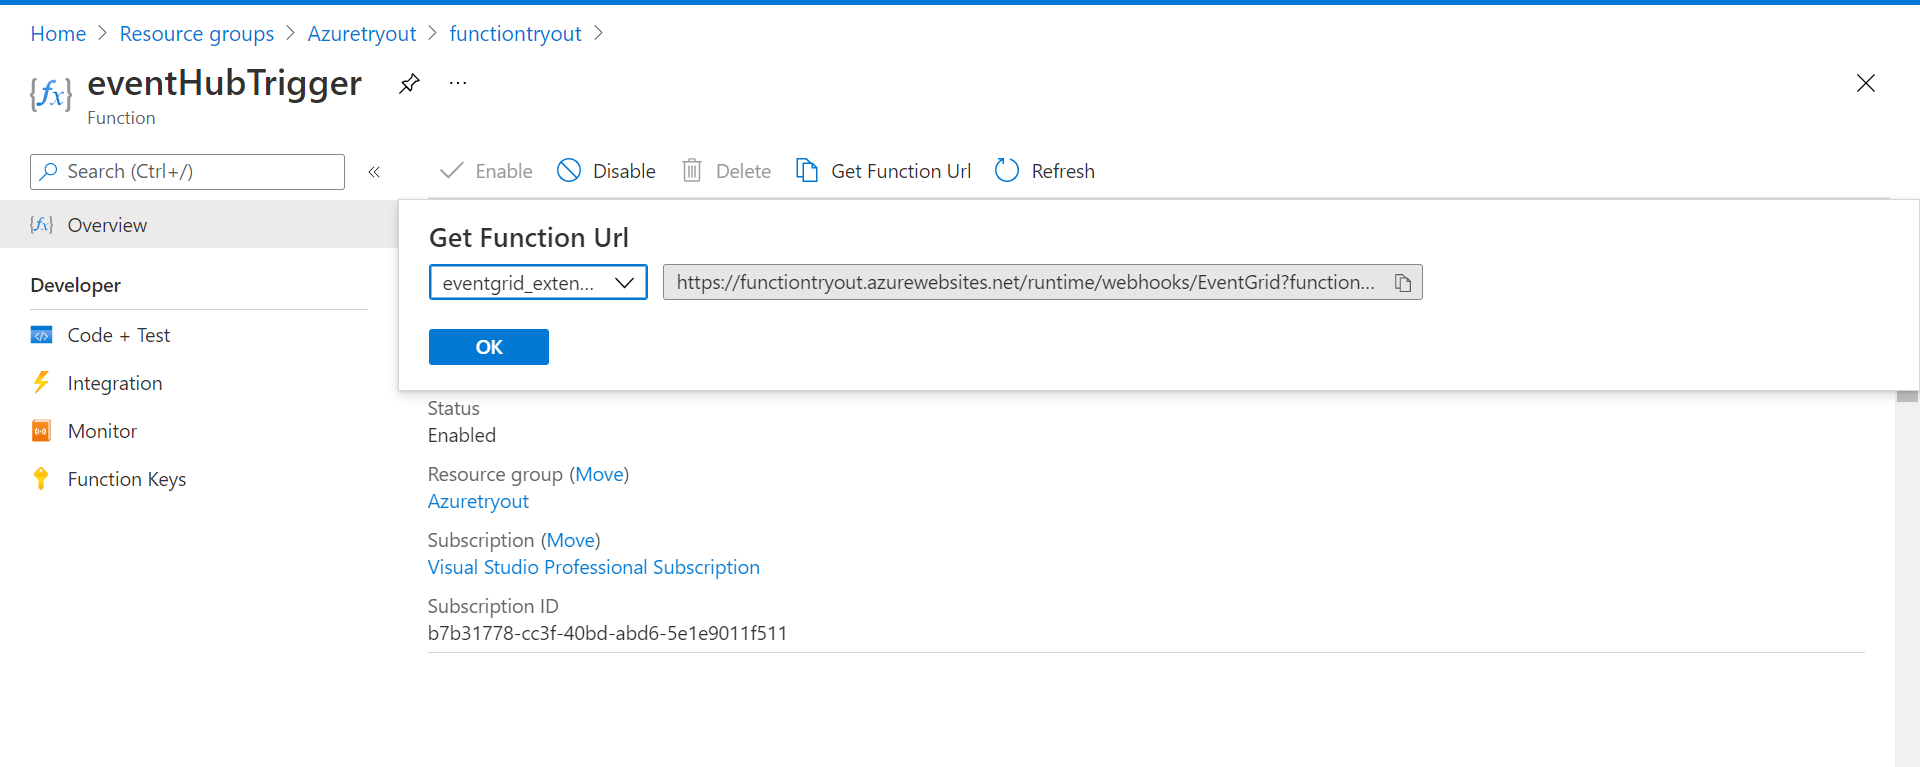 Home > Resource groups > Azuretryout > functiontryout >
{fx} eventHubTrigger ...
Function
Search (Ctrl+/) «
Enable Disable Delete Get Function Url Refresh
{fx} Overview
Developer
Code + Test
Integration
Monitor
Function Keys
Get Function Url
eventgrid_exten... https://functiontryout.azurewebsites.net/runtime/webhooks/EventGrid?function...
OK
Status
Enabled
Resource group (Move)
Azuretryout
Subscription (Move)
Visual Studio Professional Subscription
Subscription ID
b7b31778-cc3f-40bd-abd6-5e1e9011f511